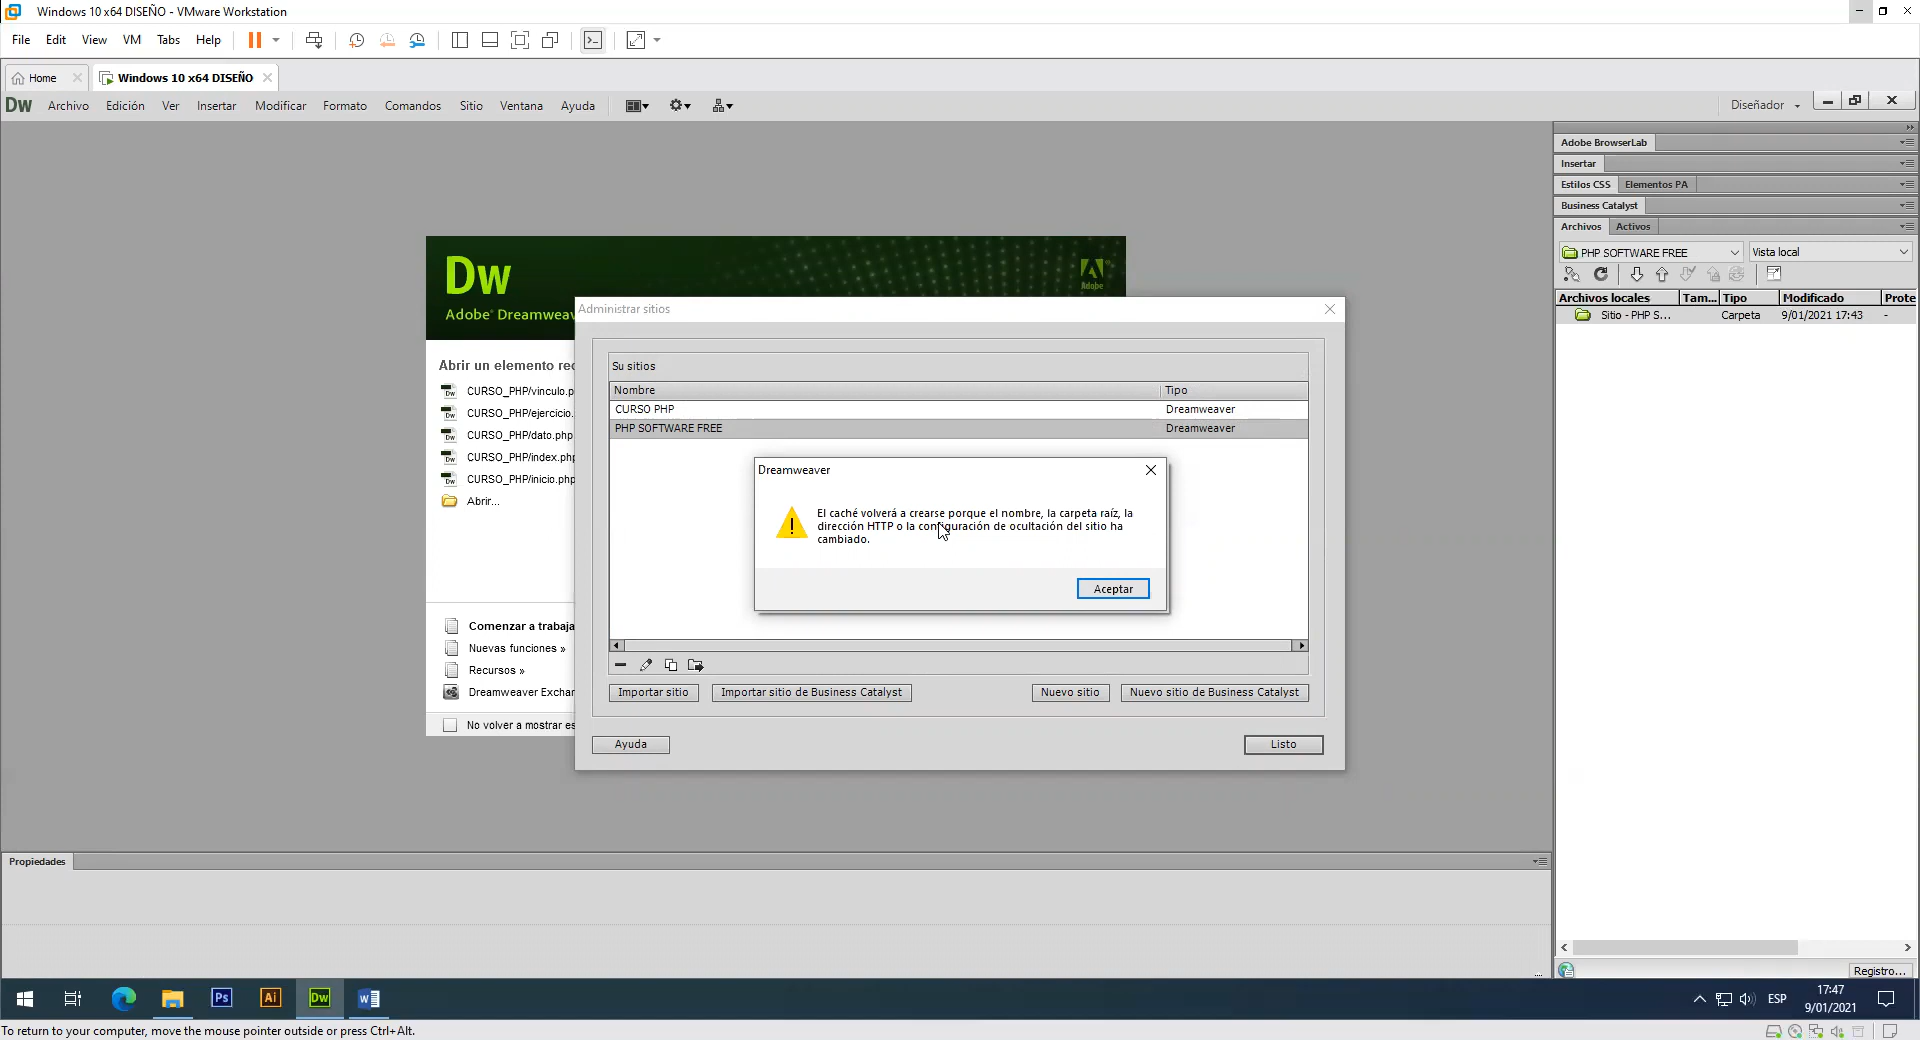 Windows 10 x64 DISEÑO - VMware Workstation
File Edit View VM Tabs Help
Home Windows 10 x64 DISEÑO
Dw Archivo Edición Ver Insertar Modificar Formato Comandos Sitio Ventana Ayuda Diseñador
Adobe BrowserLab
Insertar
Estilos CSS Elementos PA
Business Catalyst
Archivos Activos
PHP SOFTWARE FREE Vista local
Archivos locales Tam... Tipo Modificado Prote
Sitio - PHP S... Carpeta 9/01/2021 17:43 -
Dw
Adobe
Adobe® Dreamweav
Abrir un elemento rec
CURSO_PHP/vinculo.p
CURSO_PHP/ejercicio.
CURSO_PHP/dato.php
CURSO_PHP/index.php
CURSO_PHP/inicio.php
Abrir...
Comenzar a trabaja
Nuevas funciones »
Recursos »
Dreamweaver Exchan
No volver a mostrar es
Administrar sitios
Su sitios
Nombre Tipo
CURSO PHP Dreamweaver
PHP SOFTWARE FREE Dreamweaver
Dreamweaver
El caché volverá a crearse porque el nombre, la carpeta raíz, la
dirección HTTP o la configuración de ocultación del sitio ha
cambiado.
Aceptar
Importar sitio Importar sitio de Business Catalyst Nuevo sitio Nuevo sitio de Business Catalyst
Ayuda Listo
Propiedades
Registro...
Ps Ai Dw W ESP 17:47
9/01/2021
To return to your computer, move the mouse pointer outside or press Ctrl+Alt.